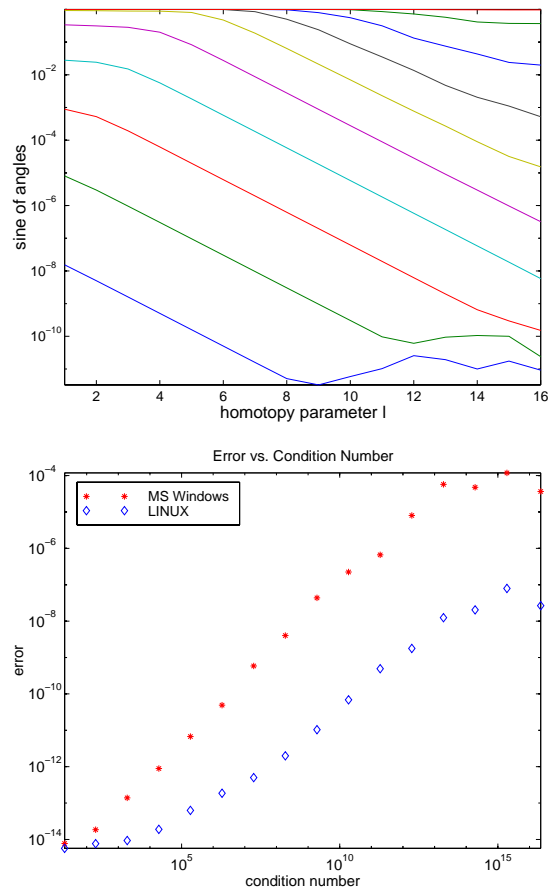 10^-2
10^-4
10^-6
10^-8
10^-10
sine of angles
2 4 6 8 10 12 14 16
homotopy parameter l
Error vs. Condition Number
10^-4
MS Windows
LINUX
10^-6
10^-8
10^-10
10^-12
10^-14
error
10^5 10^10 10^15
condition number